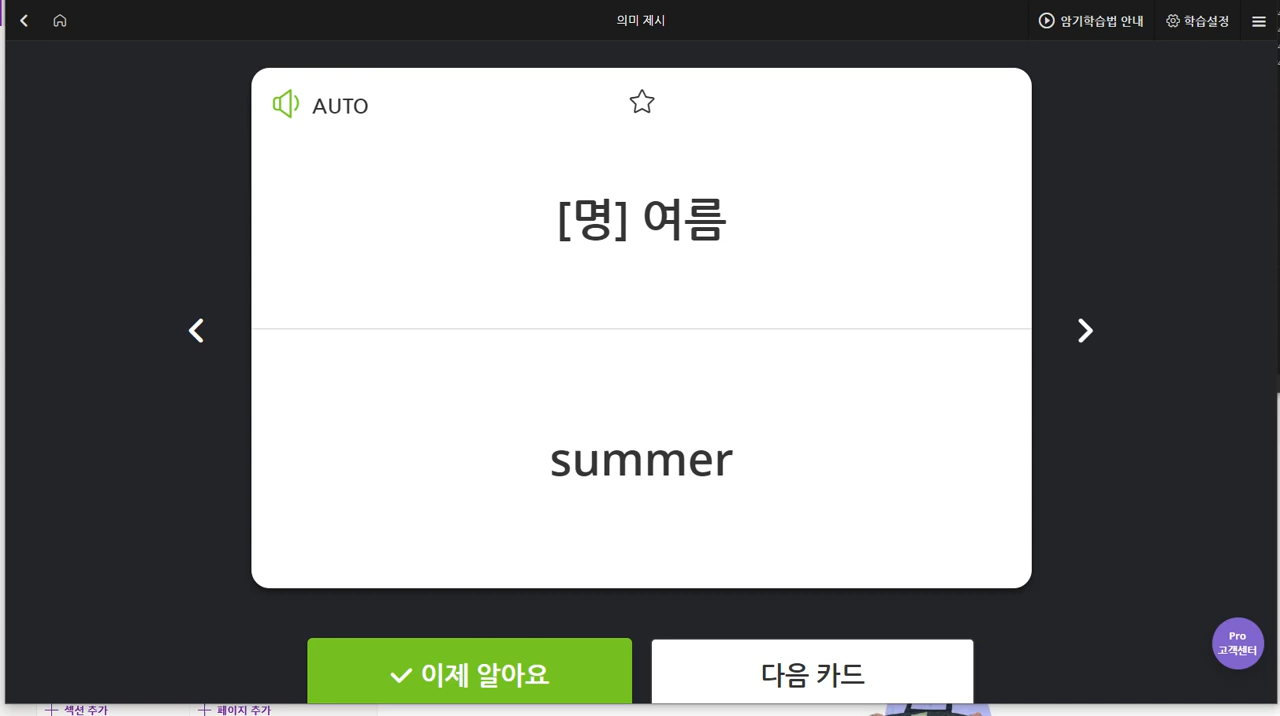 의미 제시
암기학습법 안내
학습설정
AUTO
[명] 여름
summer
이제 알아요
다음 카드
Pro
고객센터
섹션 추가
페이지 추가